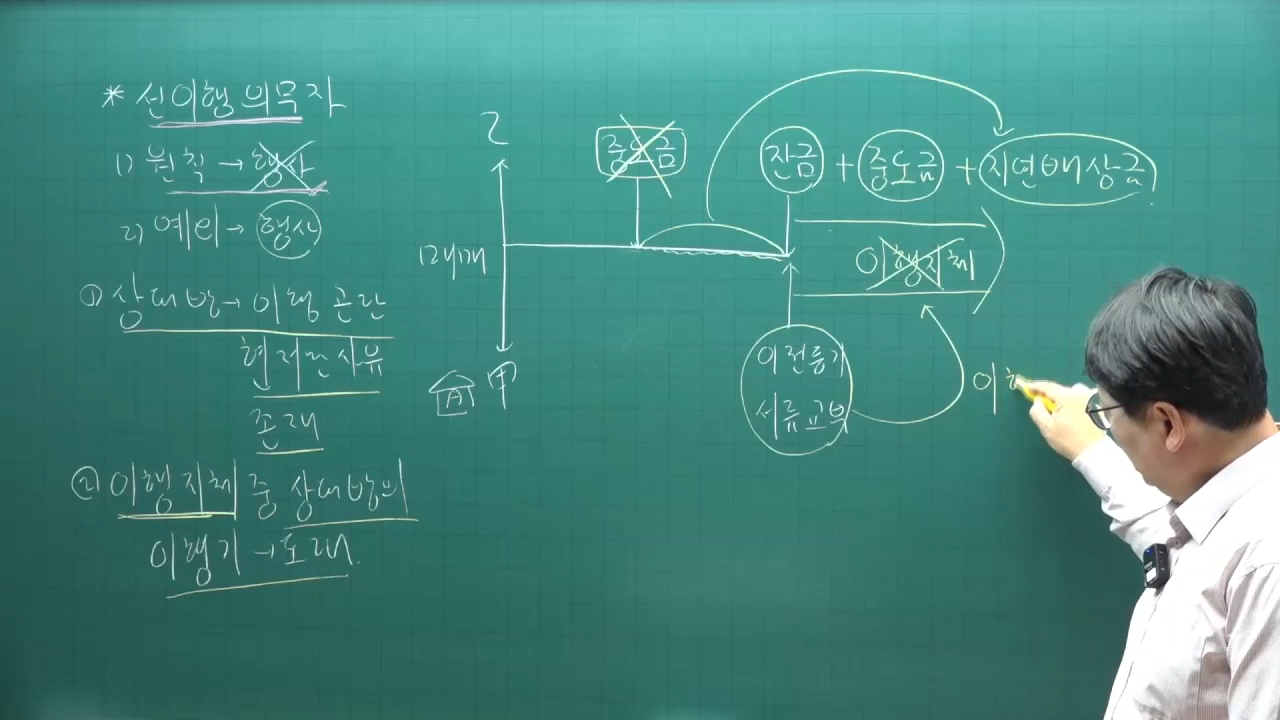 * 선이행의무자
1) 원칙 → 행사
2) 예외 → 행사
① 상대방 → 이행곤란
현저한사유
존재
② 이행지체 중 상대방의
이행기 → 도래.
乙
甲
중도금
잔금 + 중도금 + 지연배상금
이행지체
이전등기
서류교부
이